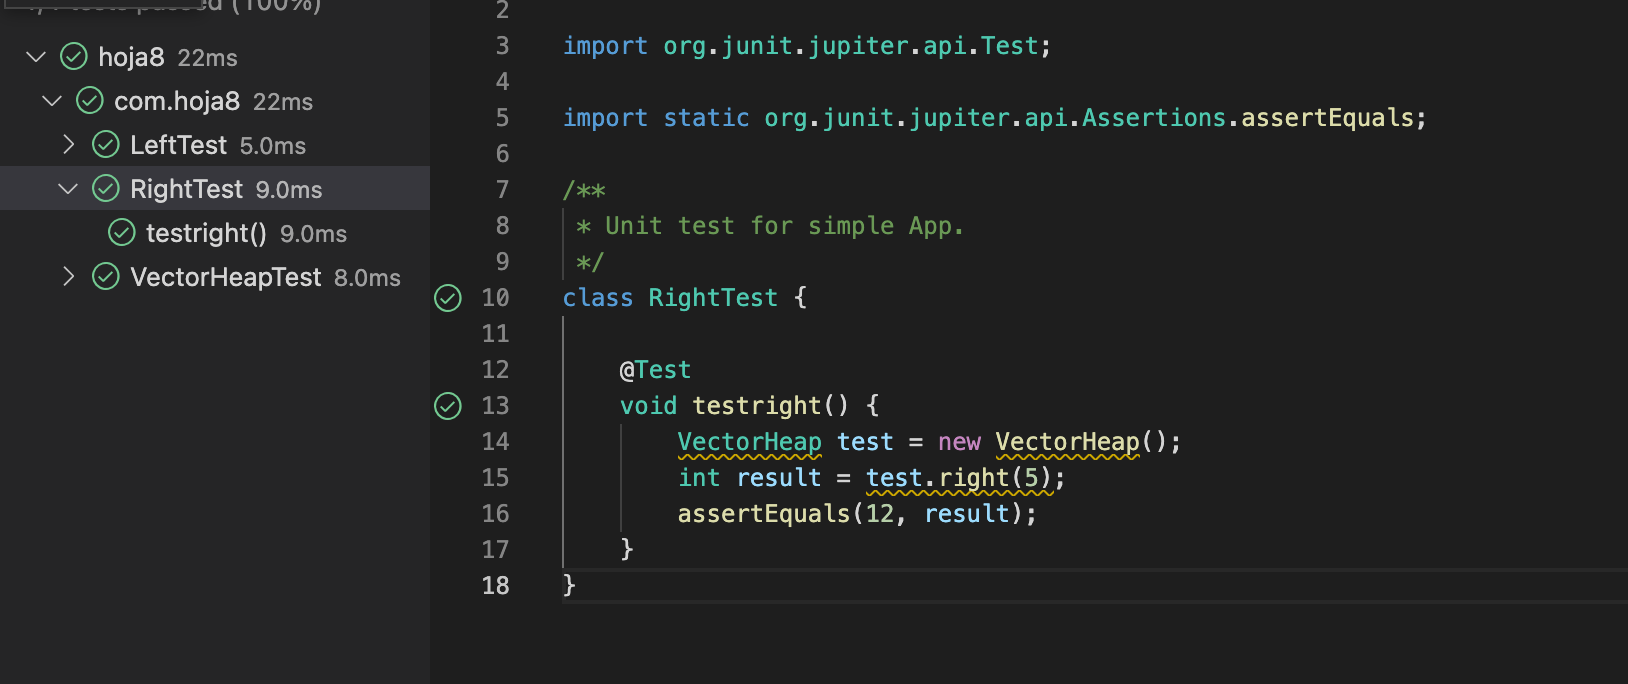 passed (100%)
hoja8 22ms
com.hoja8 22ms
LeftTest 5.0ms
RightTest 9.0ms
testright() 9.0ms
VectorHeapTest 8.0ms
2
3 import org.junit.jupiter.api.Test;
4
5 import static org.junit.jupiter.api.Assertions.assertEquals;
6
7 /**
8 * Unit test for simple App.
9 */
10 class RightTest {
11
12 @Test
13 void testright() {
14 VectorHeap test = new VectorHeap();
15 int result = test.right(5);
16 assertEquals(12, result);
17 }
18 }